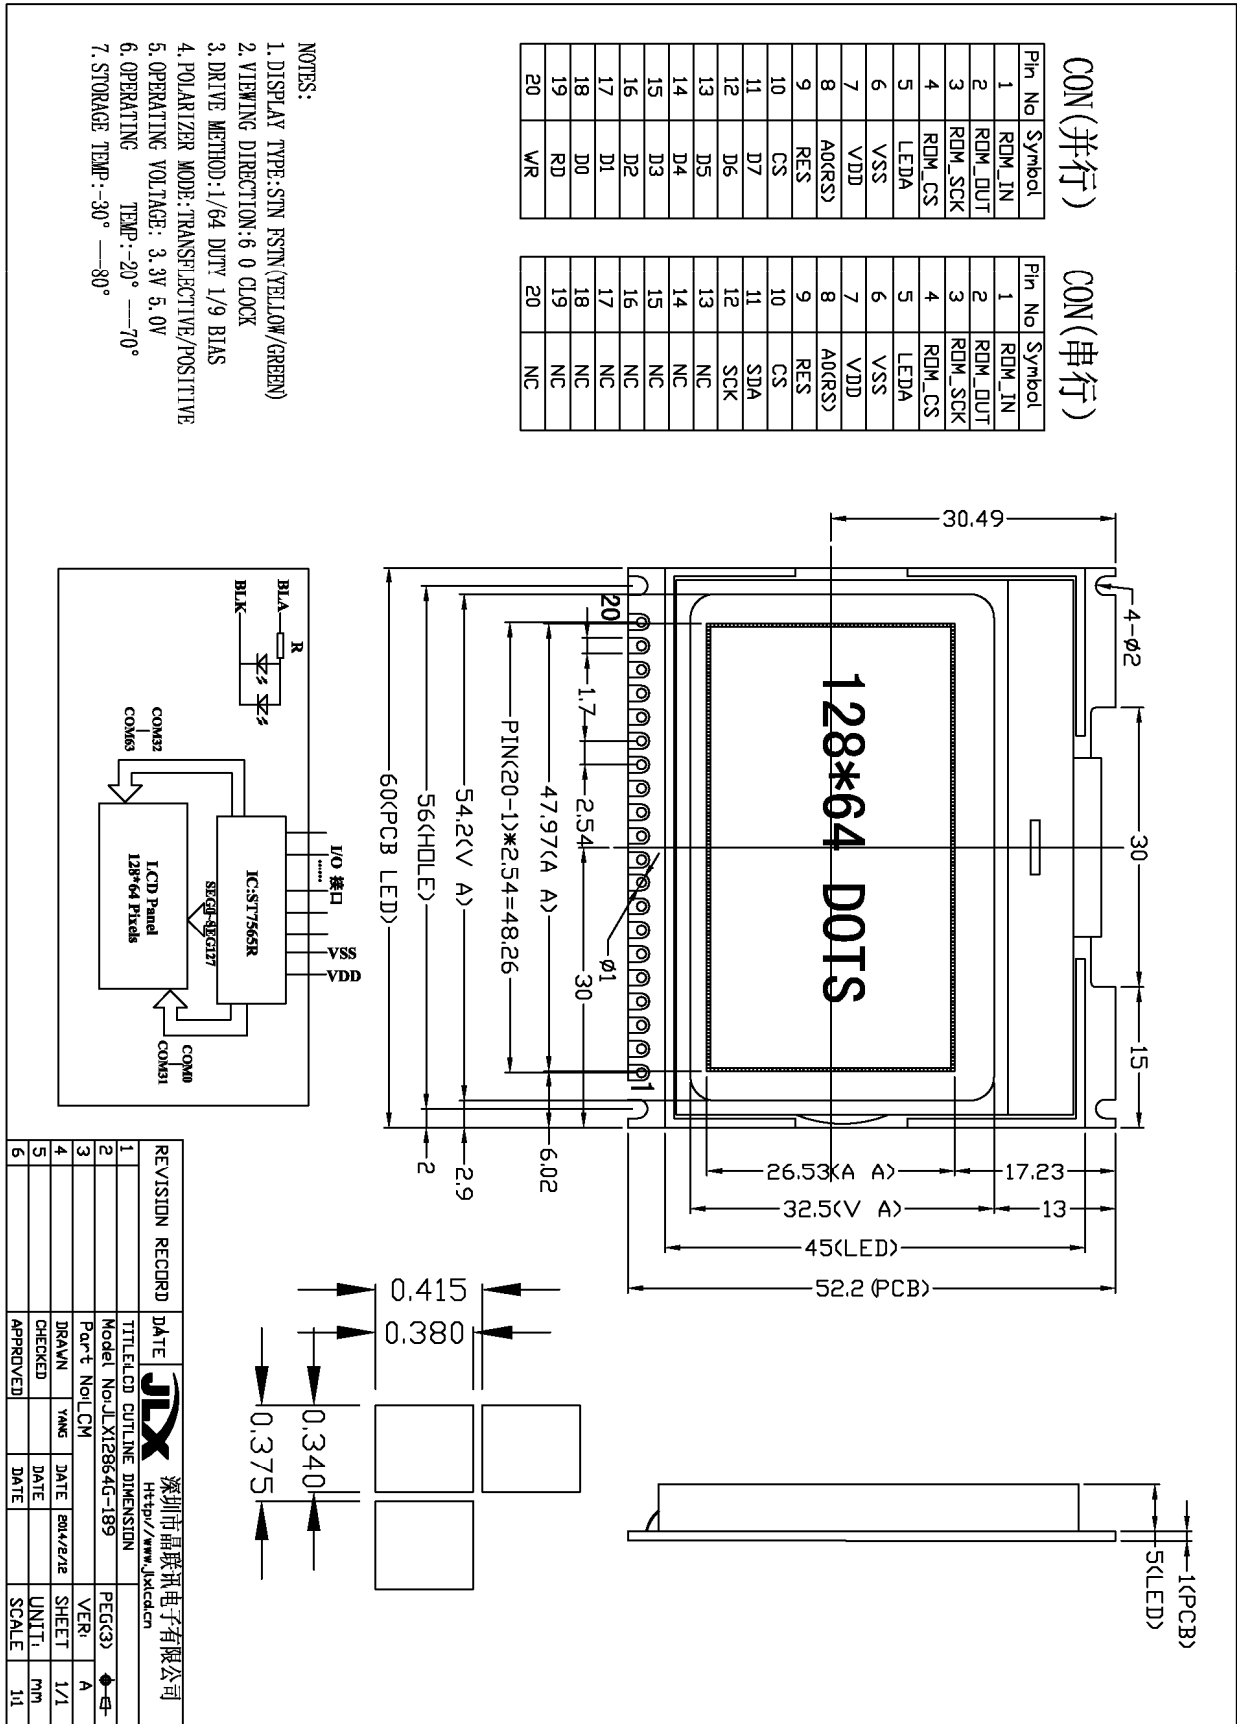 CON(并行)
Pin No Symbol
1 ROM_IN
2 ROM_OUT
3 ROM_SCK
4 ROM_CS
5 LEDA
6 VSS
7 VDD
8 A0(RS)
9 RES
10 CS
11 D7
12 D6
13 D5
14 D4
15 D3
16 D2
17 D1
18 D0
19 RD
20 WR
CON(串行)
Pin No Symbol
1 ROM_IN
2 ROM_OUT
3 ROM_SCK
4 ROM_CS
5 LEDA
6 VSS
7 VDD
8 A0(RS)
9 RES
10 CS
11 SDA
12 SCK
13 NC
14 NC
15 NC
16 NC
17 NC
18 NC
19 NC
20 NC
NOTES:
1.DISPLAY TYPE:STN FSTN(YELLOW/GREEN)
2.VIEWING DIRECTION:6 0 CLOCK
3.DRIVE METHOD:1/64 DUTY 1/9 BIAS
4.POLARIZER MODE:TRANSFLECTIVE/POSITIVE
5.OPERATING VOLTAGE: 3.3V 5.0V
6.OPERATING TEMP:-20° ---70°
7.STORAGE TEMP:-30° ---80°
30.49
4-ø2
30
15
128*64 DOTS
20
1
1.7
2.54
30
ø1
PIN(20-1)*2.54=48.26
47.97(A A)
6.02
54.2(V A)
2.9
56(HOLE)
2
60(PCB LED)
26.53(A A)
17.23
32.5(V A)
13
45(LED)
52.2 (PCB)
1(PCB)
5(LED)
0.415
0.380
0.340
0.375
BLA
BLK
R
I/O 接口
......
VSS
VDD
IC:ST7565R
SEG0-SEG127
COM32
COM63
COM0
COM31
LCD Panel
128*64 Pixels
REVISION RECORD DATE
1
2
3
4
5
6
JLX
深圳市晶联讯电子有限公司
Http://www.jlxlcd.cn
TITLE:LCD CUTLINE DIMENSION
Model No:JLX12864G-189 PEG(3)
Part No:LCM VER: A
DRAWN YANG DATE 2014/2/12 SHEET 1/1
CHECKED DATE UNIT: mm
APPROVED DATE SCALE 1:1